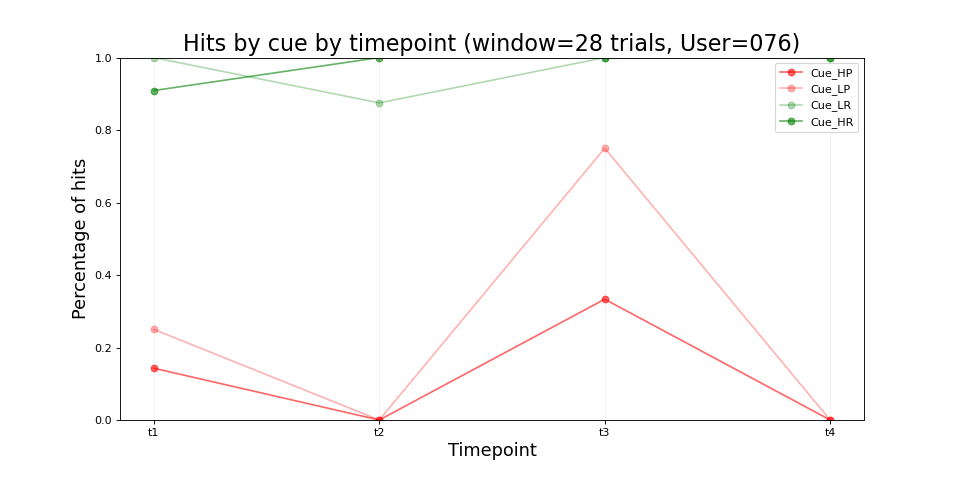 Hits by cue by timepoint (window=28 trials, User=076)
1.0
0.8
0.6
0.4
0.2
0.0
Percentage of hits
Cue_HP
Cue_LP
Cue_LR
Cue_HR
t1
t2
t3
t4
Timepoint